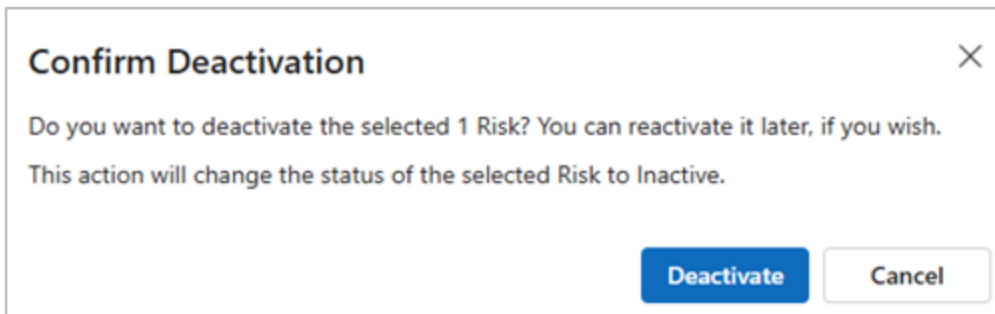 Confirm Deactivation
Do you want to deactivate the selected 1 Risk? You can reactivate it later, if you wish.
This action will change the status of the selected Risk to Inactive.
Deactivate
Cancel